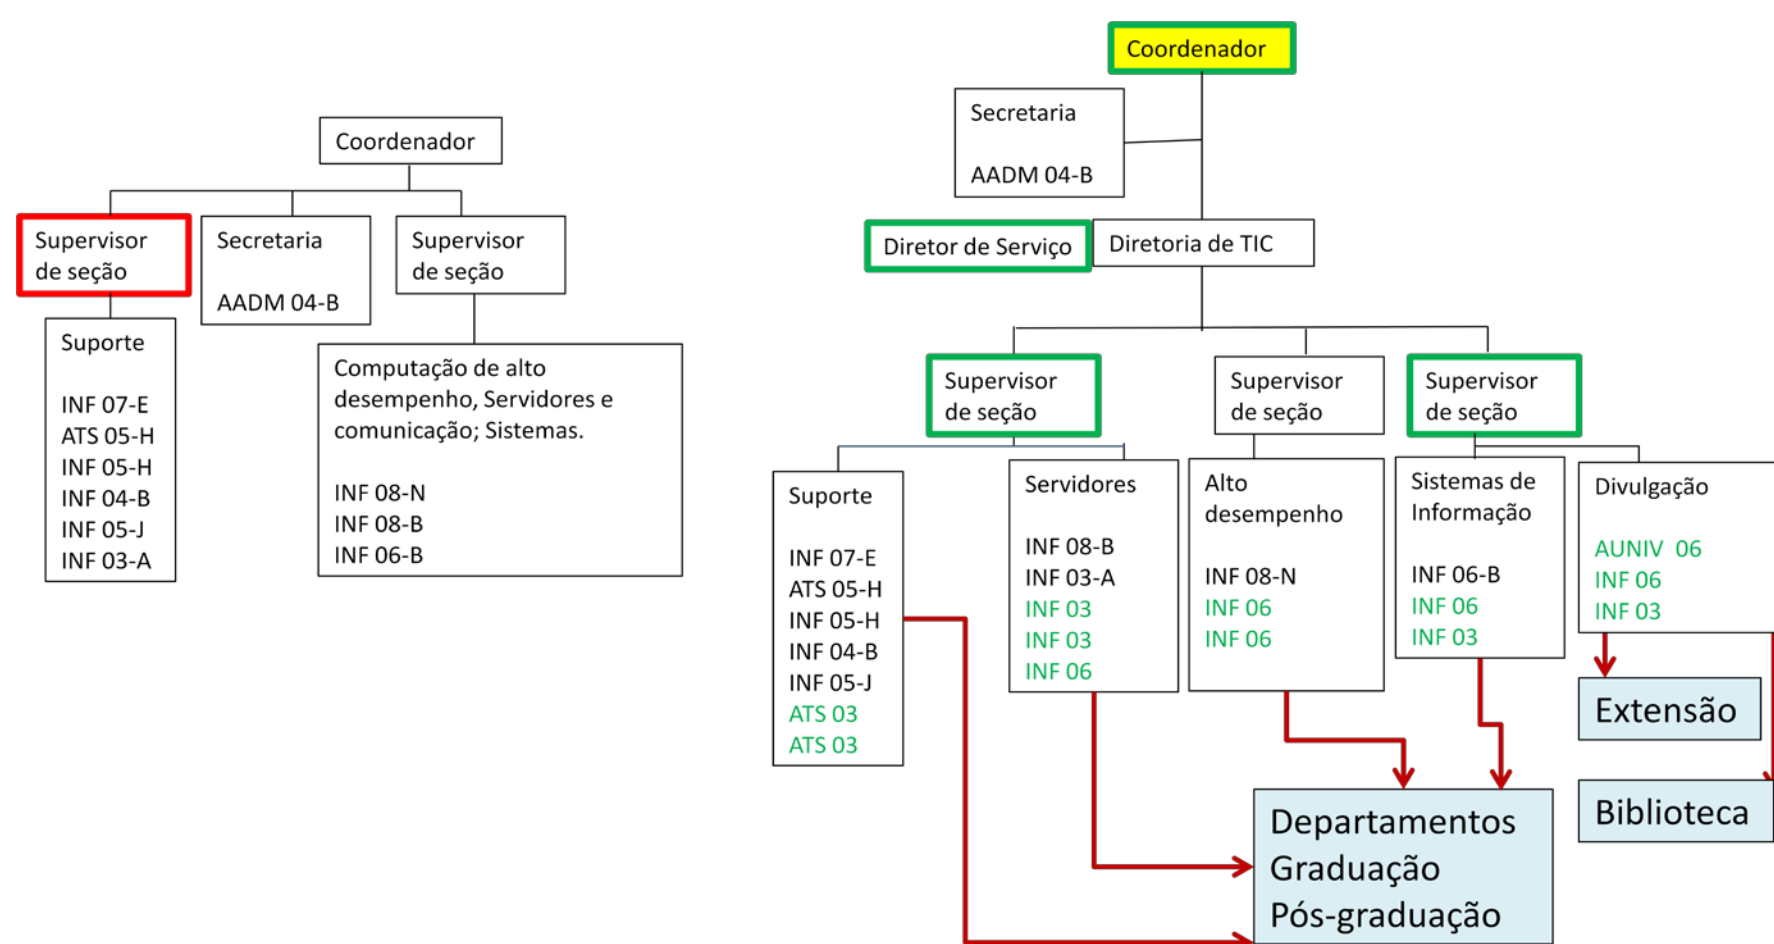 Coordenador
Supervisor
de seção
Secretaria
AADM 04-B
Supervisor
de seção
Suporte
INF 07-E
ATS 05-H
INF 05-H
INF 04-B
INF 05-J
INF 03-A
Computação de alto
desempenho, Servidores e
comunicação; Sistemas.
INF 08-N
INF 08-B
INF 06-B
Coordenador
Secretaria
AADM 04-B
Diretor de Serviço
Diretoria de TIC
Supervisor
de seção
Supervisor
de seção
Supervisor
de seção
Suporte
INF 07-E
ATS 05-H
INF 05-H
INF 04-B
INF 05-J
ATS 03
ATS 03
Servidores
INF 08-B
INF 03-A
INF 03
INF 03
INF 06
Alto
desempenho
INF 08-N
INF 06
INF 06
Sistemas de
Informação
INF 06-B
INF 06
INF 03
Divulgação
AUNIV  06
INF 06
INF 03
Extensão
Biblioteca
Departamentos
Graduação
Pós-graduação